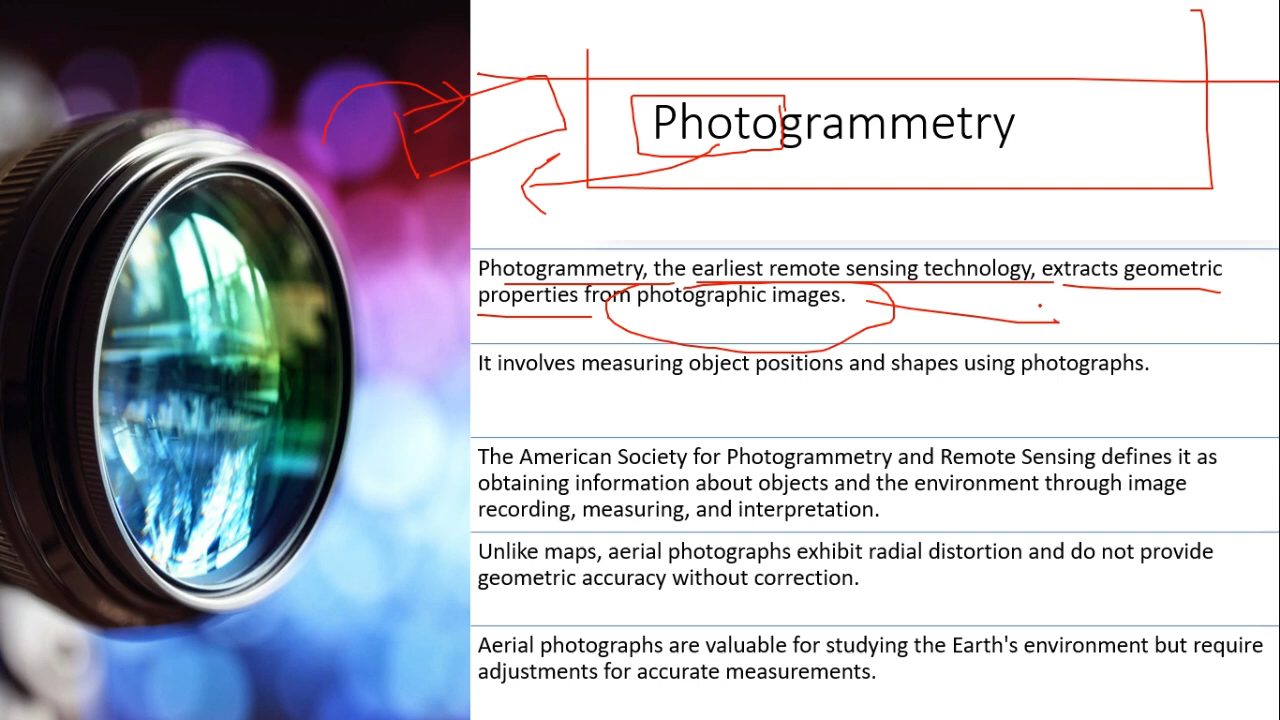 Photogrammetry
Photogrammetry, the earliest remote sensing technology, extracts geometric
properties from photographic images.
It involves measuring object positions and shapes using photographs.
The American Society for Photogrammetry and Remote Sensing defines it as
obtaining information about objects and the environment through image
recording, measuring, and interpretation.
Unlike maps, aerial photographs exhibit radial distortion and do not provide
geometric accuracy without correction.
Aerial photographs are valuable for studying the Earth's environment but require
adjustments for accurate measurements.